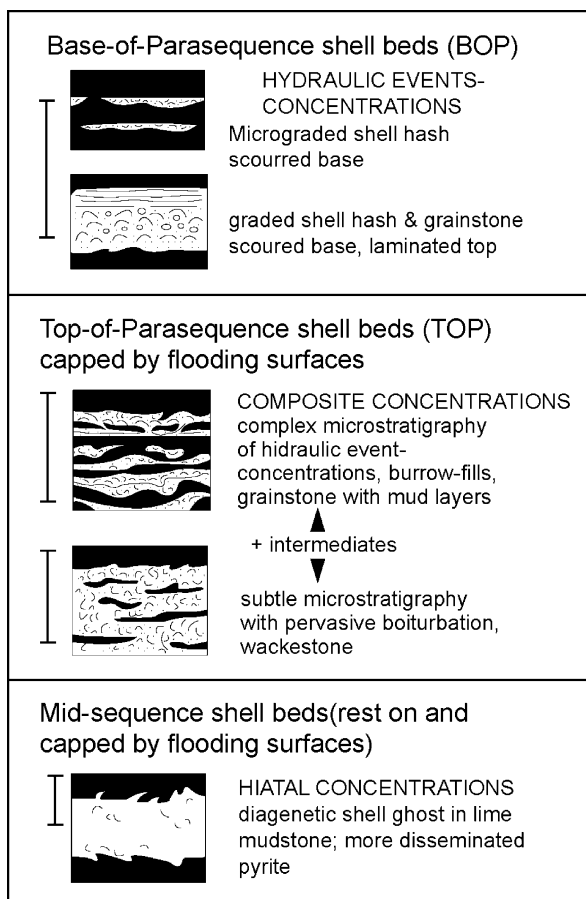 Base-of-Parasequence shell beds (BOP)
HYDRAULIC EVENTS-
CONCENTRATIONS
Micrograded shell hash
scourred base
graded shell hash & grainstone
scoured base, laminated top
Top-of-Parasequence shell beds (TOP)
capped by flooding surfaces
COMPOSITE CONCENTRATIONS
complex microstratigraphy
of hidraulic event-
concentrations, burrow-fills,
grainstone with mud layers
+ intermediates
subtle microstratigraphy
with pervasive boiturbation,
wackestone
Mid-sequence shell beds(rest on and
capped by flooding surfaces)
HIATAL CONCENTRATIONS
diagenetic shell ghost in lime
mudstone; more disseminated
pyrite